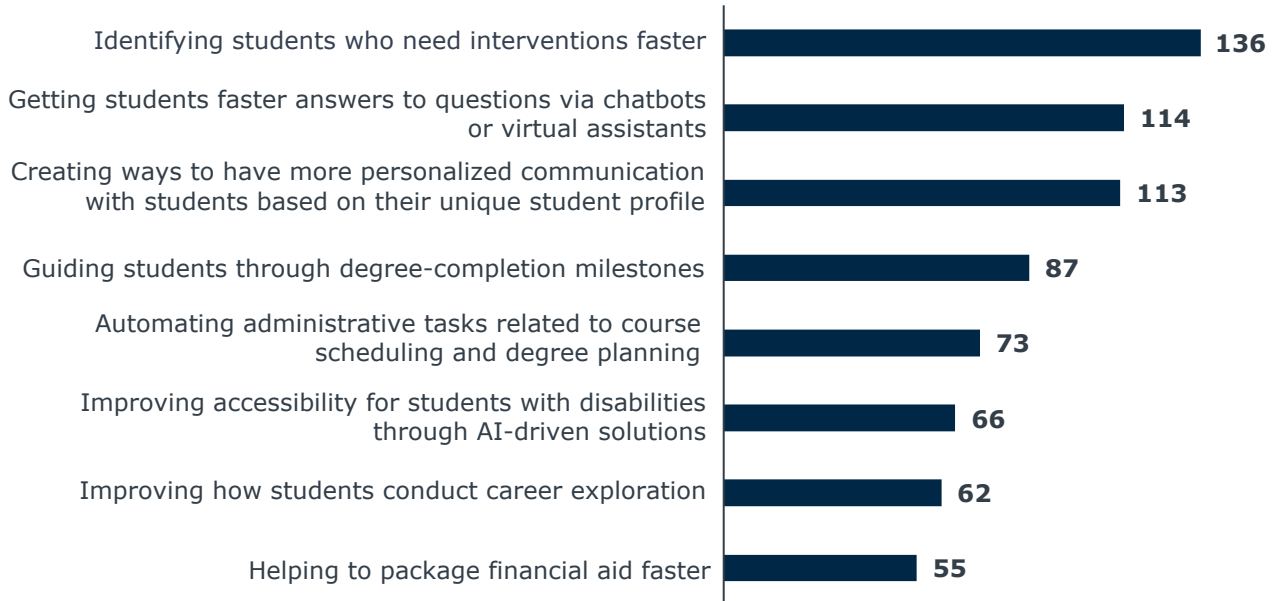 Identifying students who need interventions faster
136
Getting students faster answers to questions via chatbots
or virtual assistants
114
Creating ways to have more personalized communication
with students based on their unique student profile
113
Guiding students through degree-completion milestones
87
Automating administrative tasks related to course
scheduling and degree planning
73
Improving accessibility for students with disabilities
through AI-driven solutions
66
Improving how students conduct career exploration
62
Helping to package financial aid faster
55